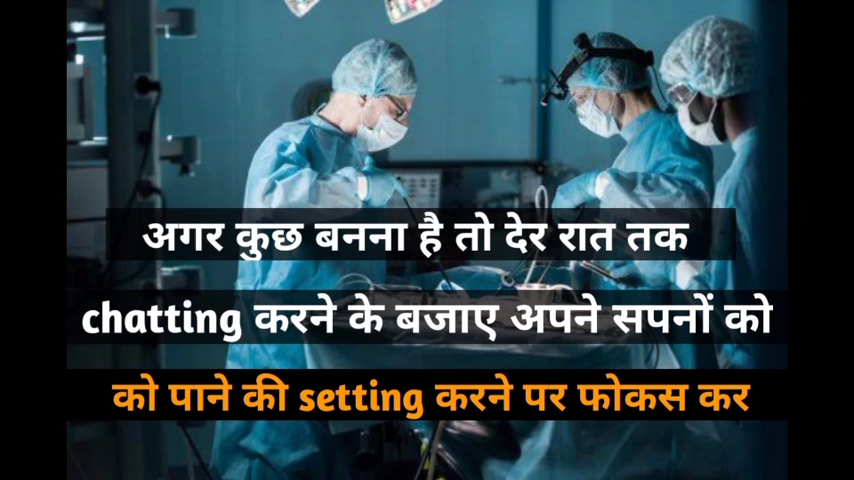 अगर कुछ बनना है तो देर रात तक
chatting करने के बजाए अपने सपनों को
को पाने की setting करने पर फोकस कर